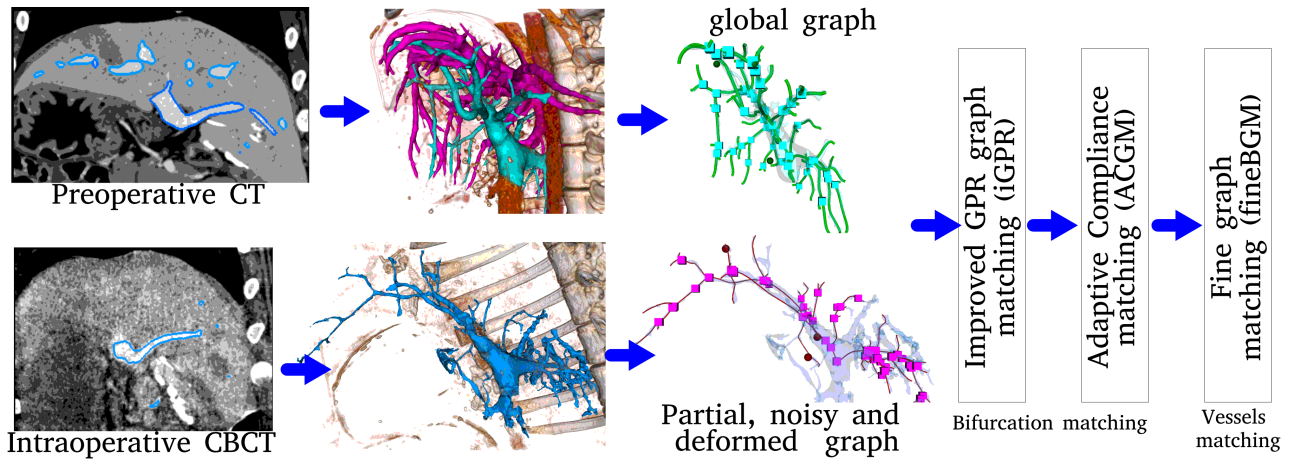 global graph
Preoperative CT
Intraoperative CBCT
Partial, noisy and
deformed graph
Improved GPR graph
matching (iGPR)
Adaptive Compliance
matching (ACGM)
Fine graph
matching (fineBGM)
Bifurcation matching
Vessels
matching